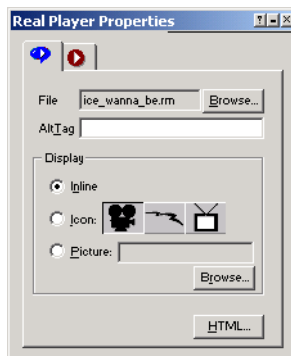 Real Player Properties
File ice_wanna_be.rm Browse...
AltTag
Display
Inline
Icon:
Picture:
Browse...
HTML...